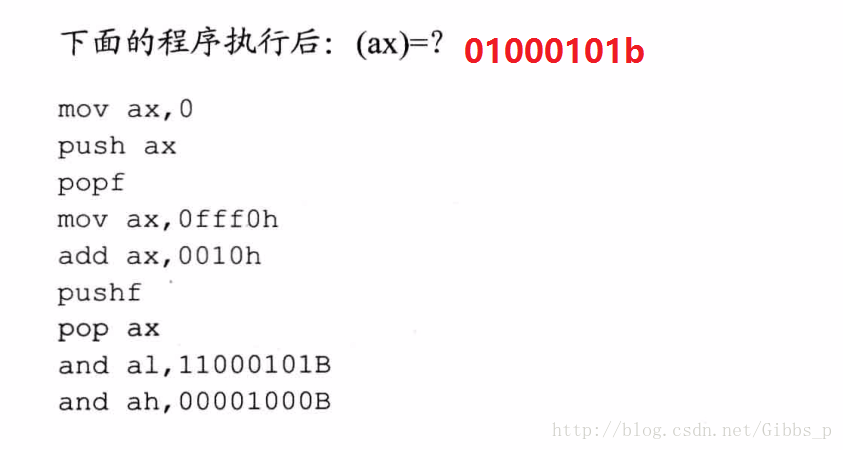 下面的程序执行后：(ax)=？ 01000101b
mov ax,0
push ax
popf
mov ax,0fff0h
add ax,0010h
pushf
pop ax
and al,11000101B
and ah,00001000B
http://blog.csdn.net/Gibbs_p